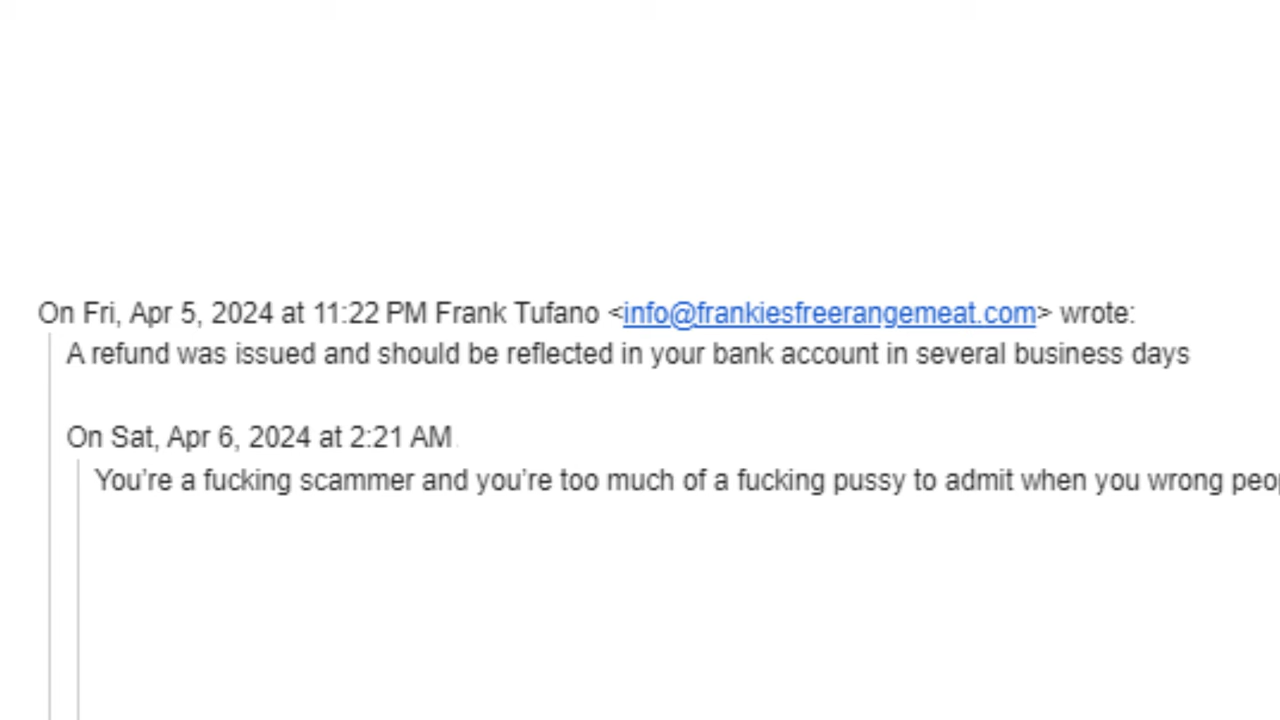 On Fri, Apr 5, 2024 at 11:22 PM Frank Tufano <info@frankiesfreerangemeat.com> wrote:
A refund was issued and should be reflected in your bank account in several business days
On Sat, Apr 6, 2024 at 2:21 AM
You’re a fucking scammer and you’re too much of a fucking pussy to admit when you wrong